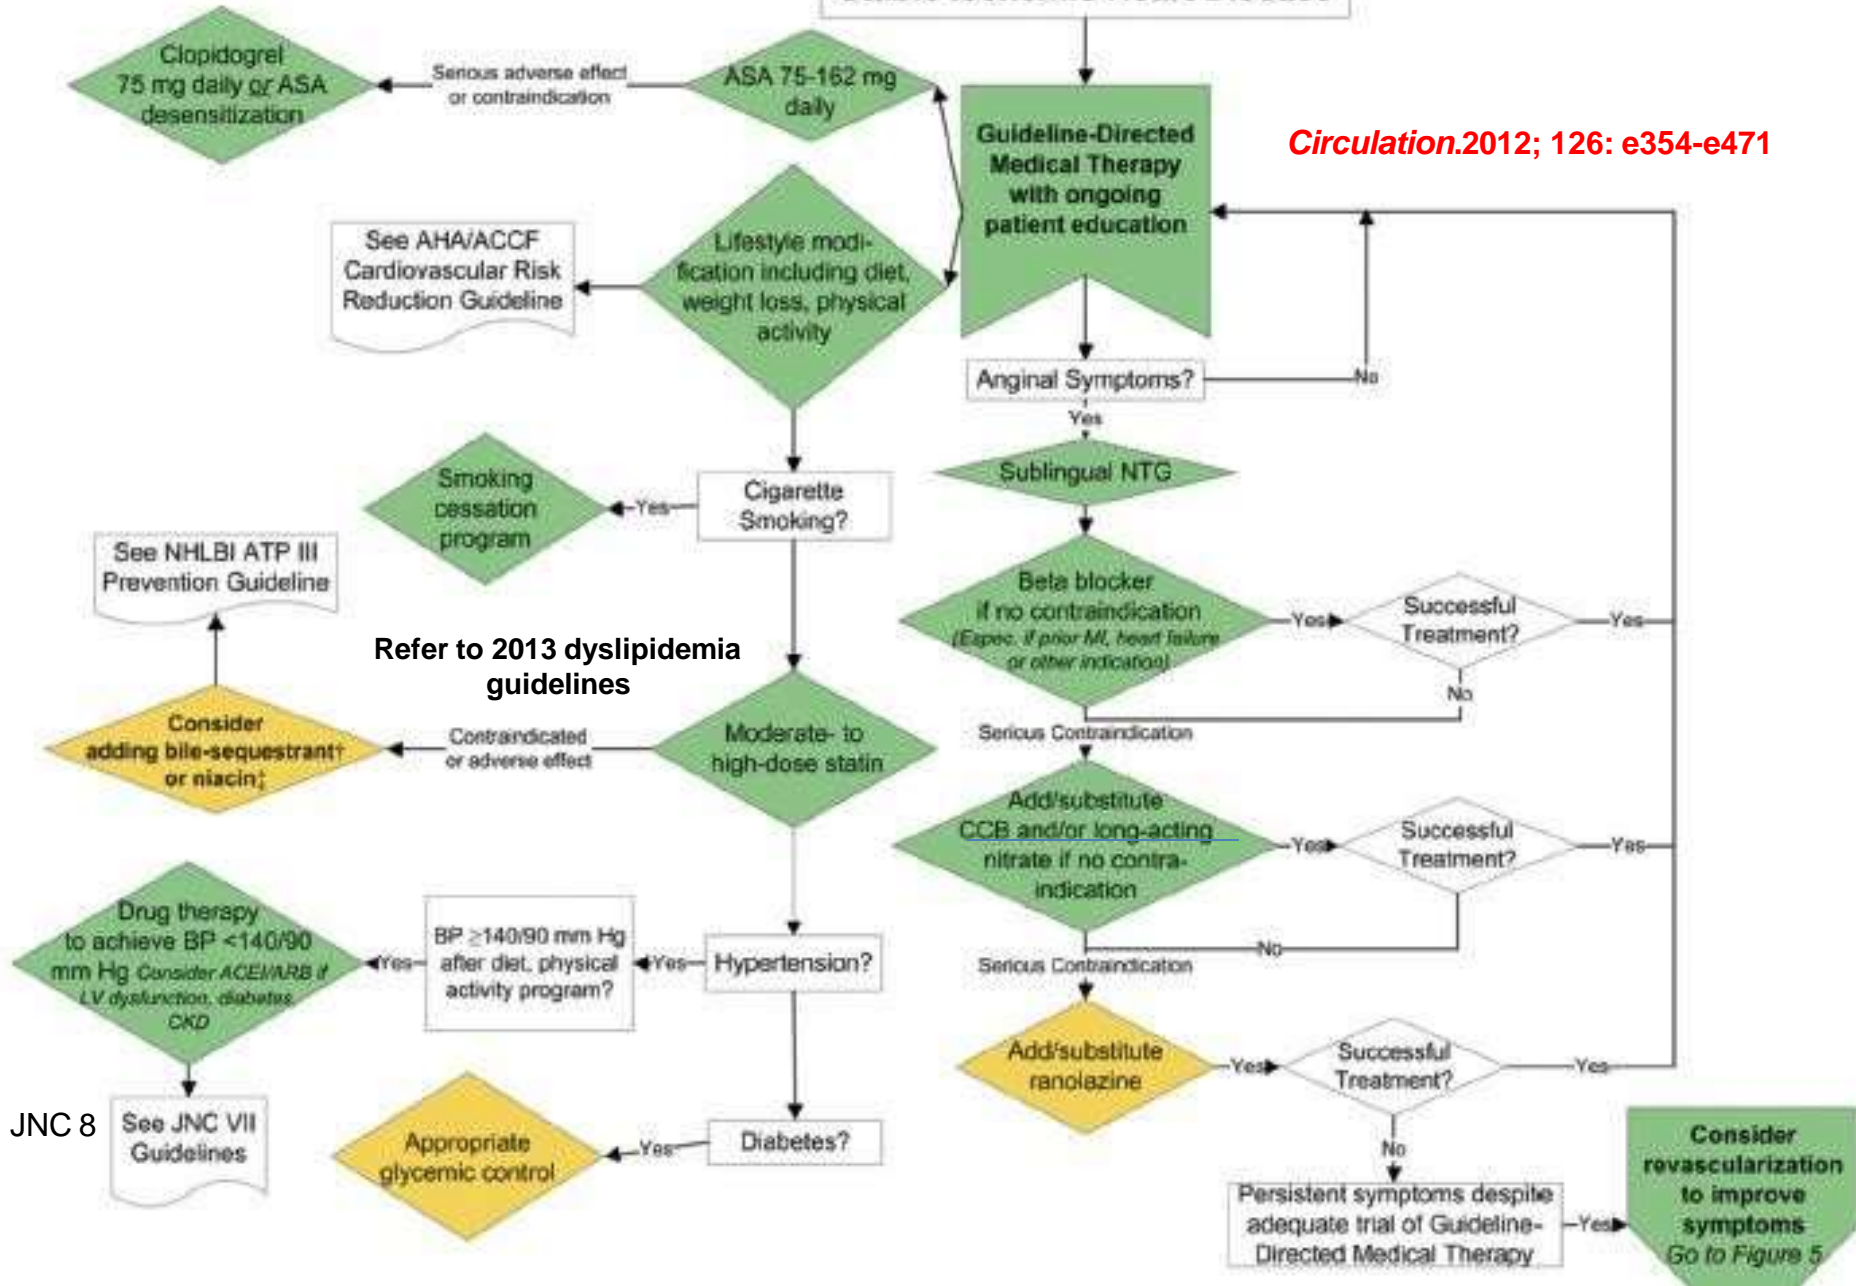 Clopidogrel
75 mg daily or ASA
desensitization
Serious adverse effect
or contraindication
ASA 75-162 mg
daily
Guideline-Directed
Medical Therapy
with ongoing
patient education
Circulation.2012; 126: e354-e471
See AHA/ACCF
Cardiovascular Risk
Reduction Guideline
Lifestyle modi-
fication including diet,
weight loss, physical
activity
Anginal Symptoms?
No
Yes
Sublingual NTG
Smoking
cessation
program
Yes
Cigarette
Smoking?
See NHLBI ATP III
Prevention Guideline
Beta blocker
if no contraindication
(Espec. if prior MI, heart failure
or other indication)
Yes
Successful
Treatment?
Yes
No
Refer to 2013 dyslipidemia
guidelines
Consider
adding bile-sequestrant†
or niacin‡
Contraindicated
or adverse effect
Moderate- to
high-dose statin
Serious Contraindication
Add/substitute
CCB and/or long-acting
nitrate if no contra-
indication
Yes
Successful
Treatment?
Yes
No
Drug therapy
to achieve BP <140/90
mm Hg Consider ACEI/ARB if
LV dysfunction, diabetes,
CKD
Yes
BP ≥140/90 mm Hg
after diet, physical
activity program?
Yes
Hypertension?
Serious Contraindication
Add/substitute
ranolazine
Yes
Successful
Treatment?
Yes
No
JNC 8
See JNC VII
Guidelines
Appropriate
glycemic control
Yes
Diabetes?
Persistent symptoms despite
adequate trial of Guideline-
Directed Medical Therapy
Yes
Consider
revascularization
to improve
symptoms
Go to Figure 5